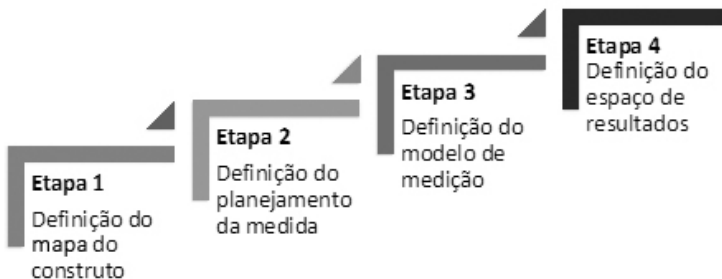 Etapa 1
Definição do
mapa do
construto
Etapa 2
Definição do
planejamento
da medida
Etapa 3
Definição do
modelo de
medição
Etapa 4
Definição do
espaço de
resultados